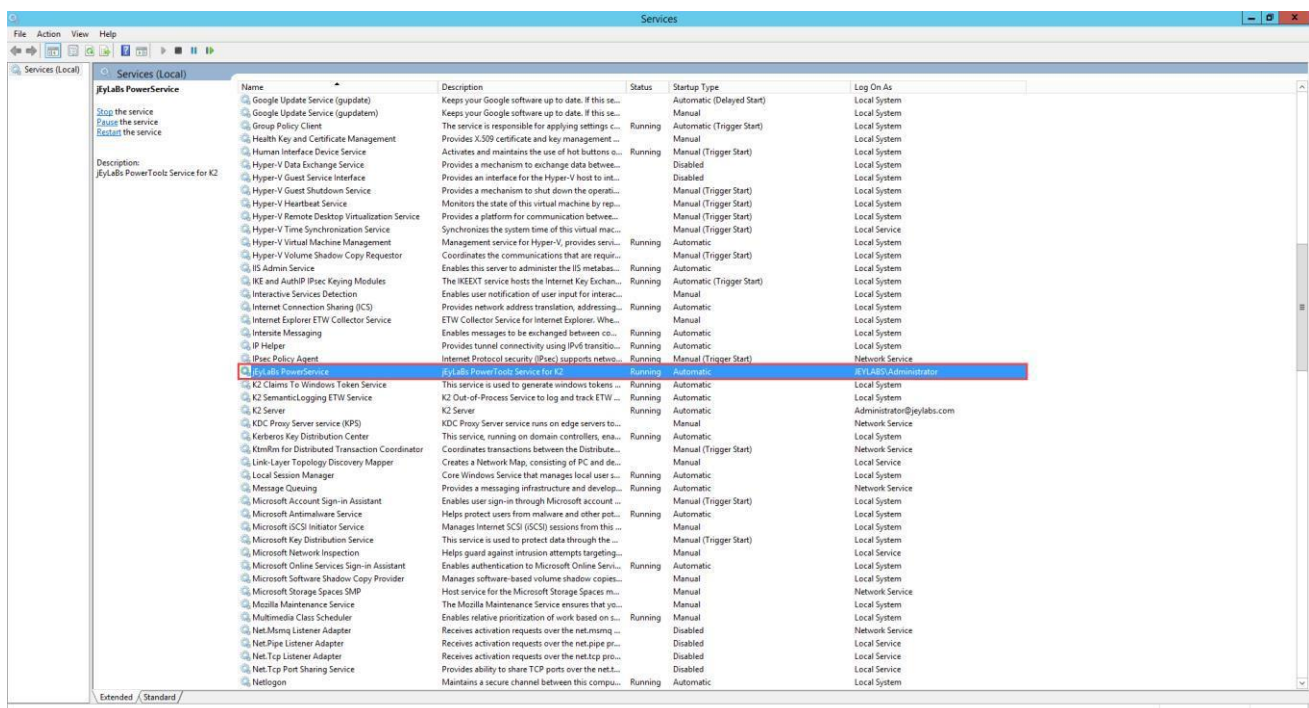 Services
File Action View Help
Services (Local)
Services (Local)
jEyLaBs PowerService
Stop the service
Pause the service
Restart the service
Description:
jEyLaBs PowerToolz Service for K2
Name Description Status Startup Type Log On As
Google Update Service (gupdate) Keeps your Google software up to date. If this se... Automatic (Delayed Start) Local System
Google Update Service (gupdatem) Keeps your Google software up to date. If this se... Manual Local System
Group Policy Client The service is responsible for applying settings c... Running Automatic (Trigger Start) Local System
Health Key and Certificate Management Provides X.509 certificate and key management ... Manual Local System
Human Interface Device Service Activates and maintains the use of hot buttons o... Running Manual (Trigger Start) Local System
Hyper-V Data Exchange Service Provides a mechanism to exchange data betwee... Disabled Local System
Hyper-V Guest Service Interface Provides an interface for the Hyper-V host to int... Disabled Local System
Hyper-V Guest Shutdown Service Provides a mechanism to shut down the operati... Manual (Trigger Start) Local System
Hyper-V Heartbeat Service Monitors the state of this virtual machine by rep... Manual (Trigger Start) Local System
Hyper-V Remote Desktop Virtualization Service Provides a platform for communication betwee... Manual (Trigger Start) Local System
Hyper-V Time Synchronization Service Synchronizes the system time of this virtual mac... Manual (Trigger Start) Local Service
Hyper-V Virtual Machine Management Management service for Hyper-V, provides servi... Running Automatic Local System
Hyper-V Volume Shadow Copy Requestor Coordinates the communications that are requir... Manual (Trigger Start) Local System
IIS Admin Service Enables this server to administer the IIS metabas... Running Automatic Local System
IKE and AuthIP IPsec Keying Modules The IKEEXT service hosts the Internet Key Exchan... Running Automatic (Trigger Start) Local System
Interactive Services Detection Enables user notification of user input for interac... Manual Local System
Internet Connection Sharing (ICS) Provides network address translation, addressing... Running Automatic Local System
Internet Explorer ETW Collector Service ETW Collector Service for Internet Explorer. Whe... Manual Local System
Intersite Messaging Enables messages to be exchanged between co... Running Automatic Local System
IP Helper Provides tunnel connectivity using IPv6 transitio... Running Automatic Local System
IPsec Policy Agent Internet Protocol security (IPsec) supports netwo... Running Manual (Trigger Start) Network Service
jEyLaBs PowerService jEyLaBs PowerToolz Service for K2 Running Automatic JEYLABS\Administrator
K2 Claims To Windows Token Service This service is used to generate windows tokens ... Running Automatic Local System
K2 SemanticLogging ETW Service K2 Out-of-Process Service to log and track ETW ... Running Automatic Local System
K2 Server K2 Server Running Automatic Administrator@jeylabs.com
KDC Proxy Server service (KPS) KDC Proxy Server service runs on edge servers to... Manual Network Service
Kerberos Key Distribution Center This service, running on domain controllers, ena... Running Automatic Local System
KtmRm for Distributed Transaction Coordinator Coordinates transactions between the Distribute... Manual (Trigger Start) Network Service
Link-Layer Topology Discovery Mapper Creates a Network Map, consisting of PC and de... Manual Local Service
Local Session Manager Core Windows Service that manages local user s... Running Automatic Local System
Message Queuing Provides a messaging infrastructure and develop... Running Automatic Network Service
Microsoft Account Sign-in Assistant Enables user sign-in through Microsoft account ... Manual (Trigger Start) Local System
Microsoft Antimalware Service Helps protect users from malware and other pot... Running Automatic Local System
Microsoft iSCSI Initiator Service Manages Internet SCSI (iSCSI) sessions from this ... Manual Local System
Microsoft Key Distribution Service This service is used to protect data through the ... Manual (Trigger Start) Local System
Microsoft Network Inspection Helps guard against intrusion attempts targeting... Manual Local Service
Microsoft Online Services Sign-in Assistant Enables authentication to Microsoft Online Servi... Running Automatic Local System
Microsoft Software Shadow Copy Provider Manages software-based volume shadow copies... Manual Local System
Microsoft Storage Spaces SMP Host service for the Microsoft Storage Spaces m... Manual Network Service
Mozilla Maintenance Service The Mozilla Maintenance Service ensures that yo... Manual Local System
Multimedia Class Scheduler Enables relative prioritization of work based on s... Running Manual Local System
Net.Msmq Listener Adapter Receives activation requests over the net.msmq ... Disabled Network Service
Net.Pipe Listener Adapter Receives activation requests over the net.pipe pr... Disabled Local Service
Net.Tcp Listener Adapter Receives activation requests over the net.tcp pro... Disabled Local Service
Net.Tcp Port Sharing Service Provides ability to share TCP ports over the net.t... Disabled Local Service
Netlogon Maintains a secure channel between this compu... Running Automatic Local System
Extended Standard